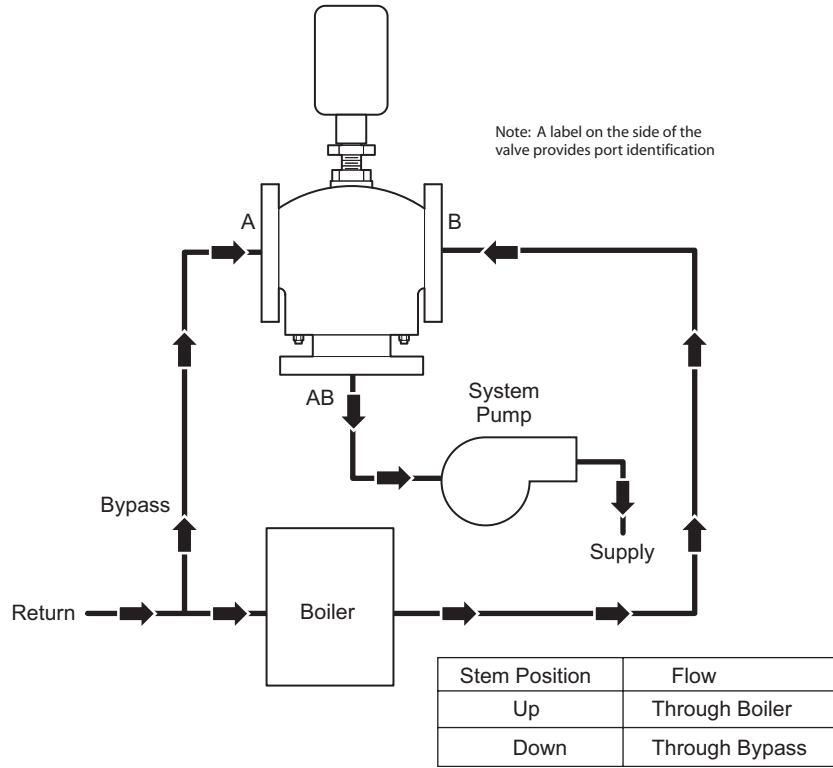 Note: A label on the side of the
valve provides port identification
A
B
AB
System
Pump
Bypass
Supply
Return
Boiler
Stem Position Flow
Up Through Boiler
Down Through Bypass